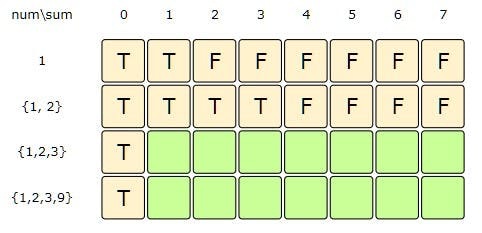 num\sum 0 1 2 3 4 5 6 7
1 T T F F F F F F
{1, 2} T T T T F F F F
{1,2,3} T
{1,2,3,9} T